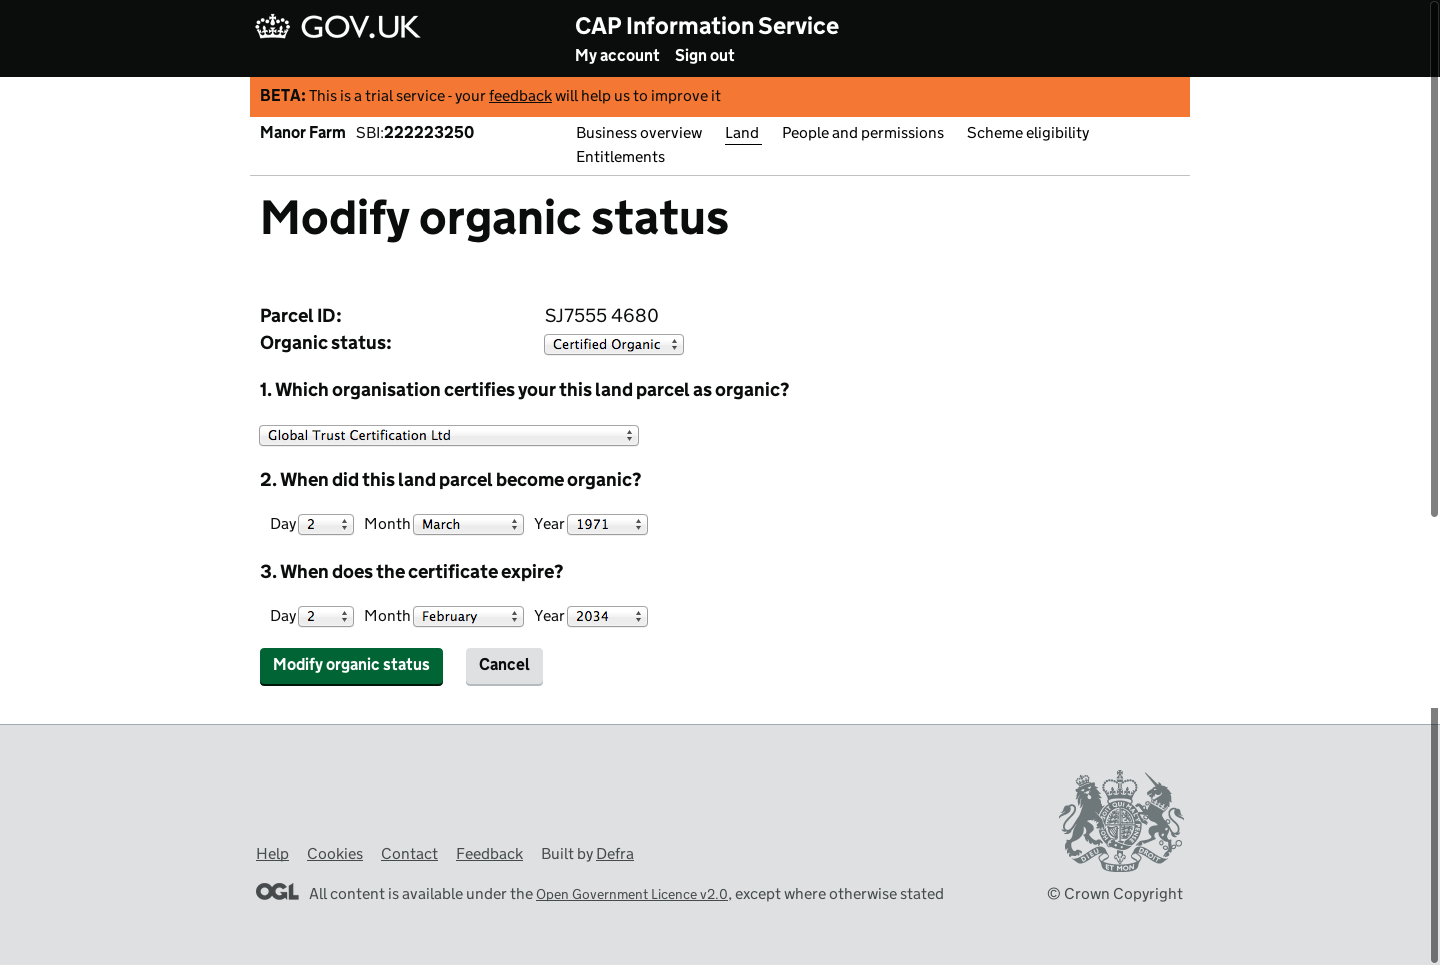 GOV.UK
CAP Information Service
My account Sign out
BETA: This is a trial service - your feedback will help us to improve it
Manor Farm SBI:222223250
Business overview Land People and permissions Scheme eligibility
Entitlements
Modify organic status
Parcel ID: SJ7555 4680
Organic status: Certified Organic
1. Which organisation certifies your this land parcel as organic?
Global Trust Certification Ltd
2. When did this land parcel become organic?
Day 2 Month March Year 1971
3. When does the certificate expire?
Day 2 Month February Year 2034
Modify organic status Cancel
DIEU ET MON DROIT
Help Cookies Contact Feedback Built by Defra
OGL All content is available under the Open Government Licence v2.0, except where otherwise stated
© Crown Copyright